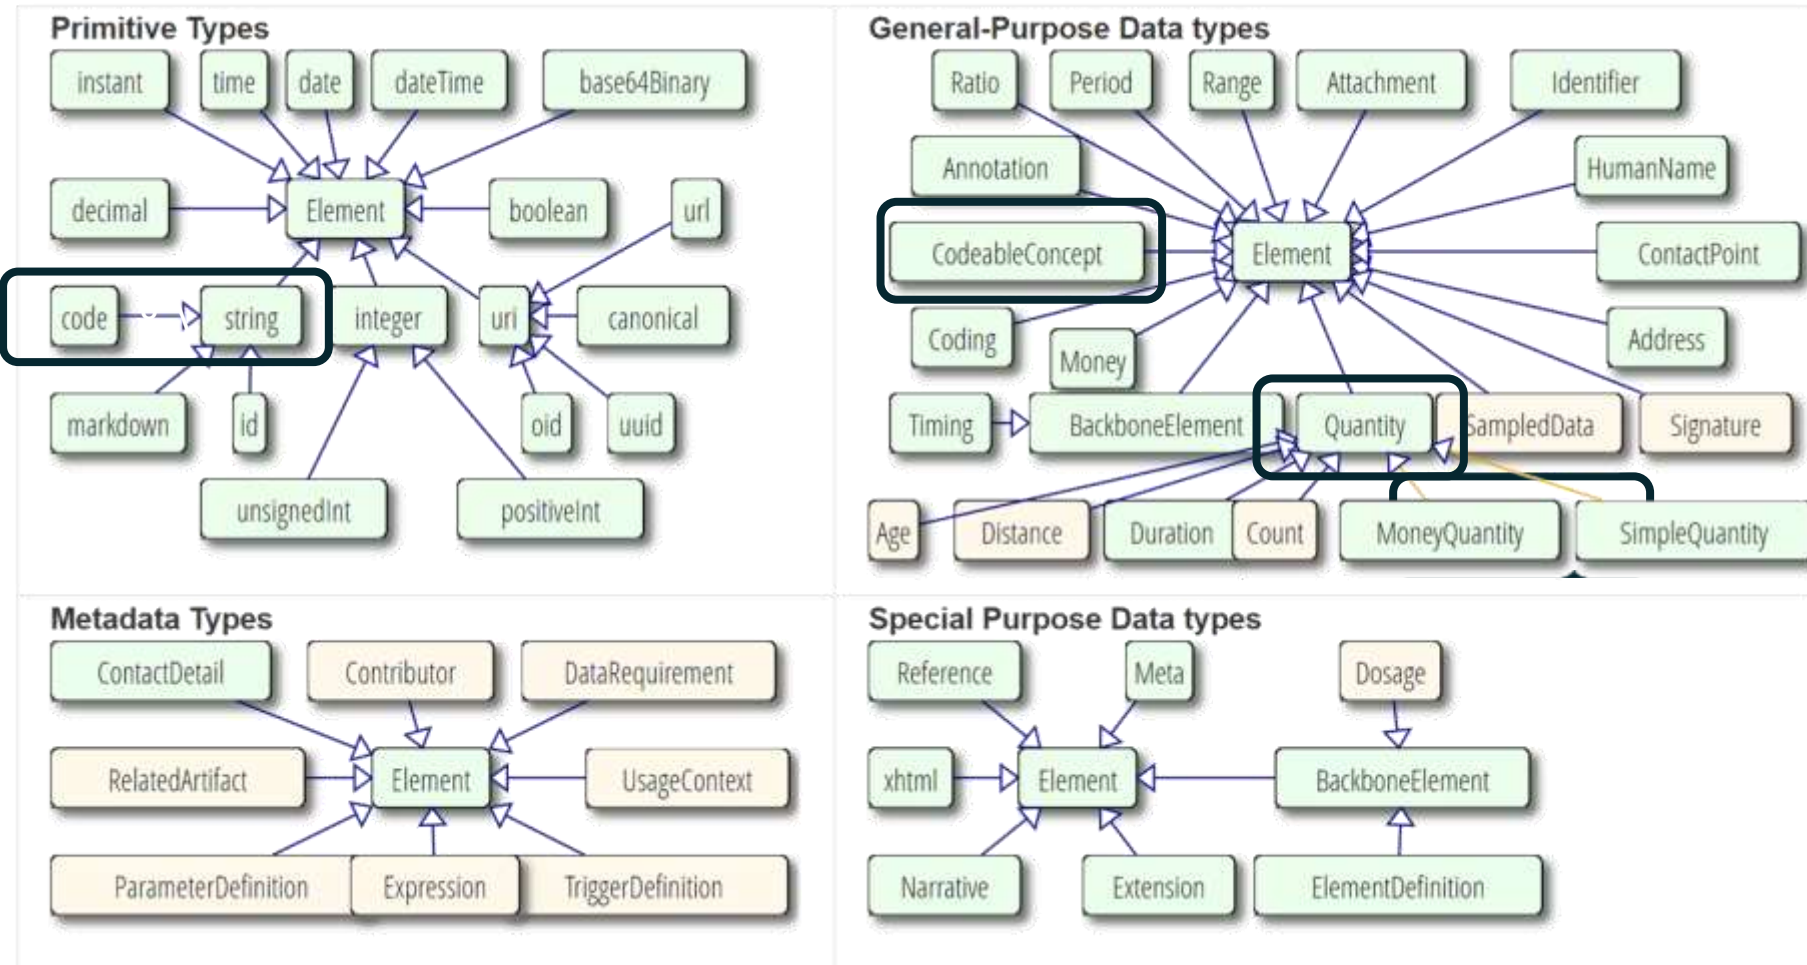 Primitive Types
instant time date dateTime base64Binary
decimal Element boolean url
code string integer uri canonical
markdown id oid uuid
unsignedInt positiveInt
General-Purpose Data types
Ratio Period Range Attachment Identifier
Annotation HumanName
CodeableConcept Element ContactPoint
Coding Money Address
Timing BackboneElement Quantity SampledData Signature
Age Distance Duration Count MoneyQuantity SimpleQuantity
Metadata Types
ContactDetail Contributor DataRequirement
RelatedArtifact Element UsageContext
ParameterDefinition Expression TriggerDefinition
Special Purpose Data types
Reference Meta Dosage
xhtml Element BackboneElement
Narrative Extension ElementDefinition